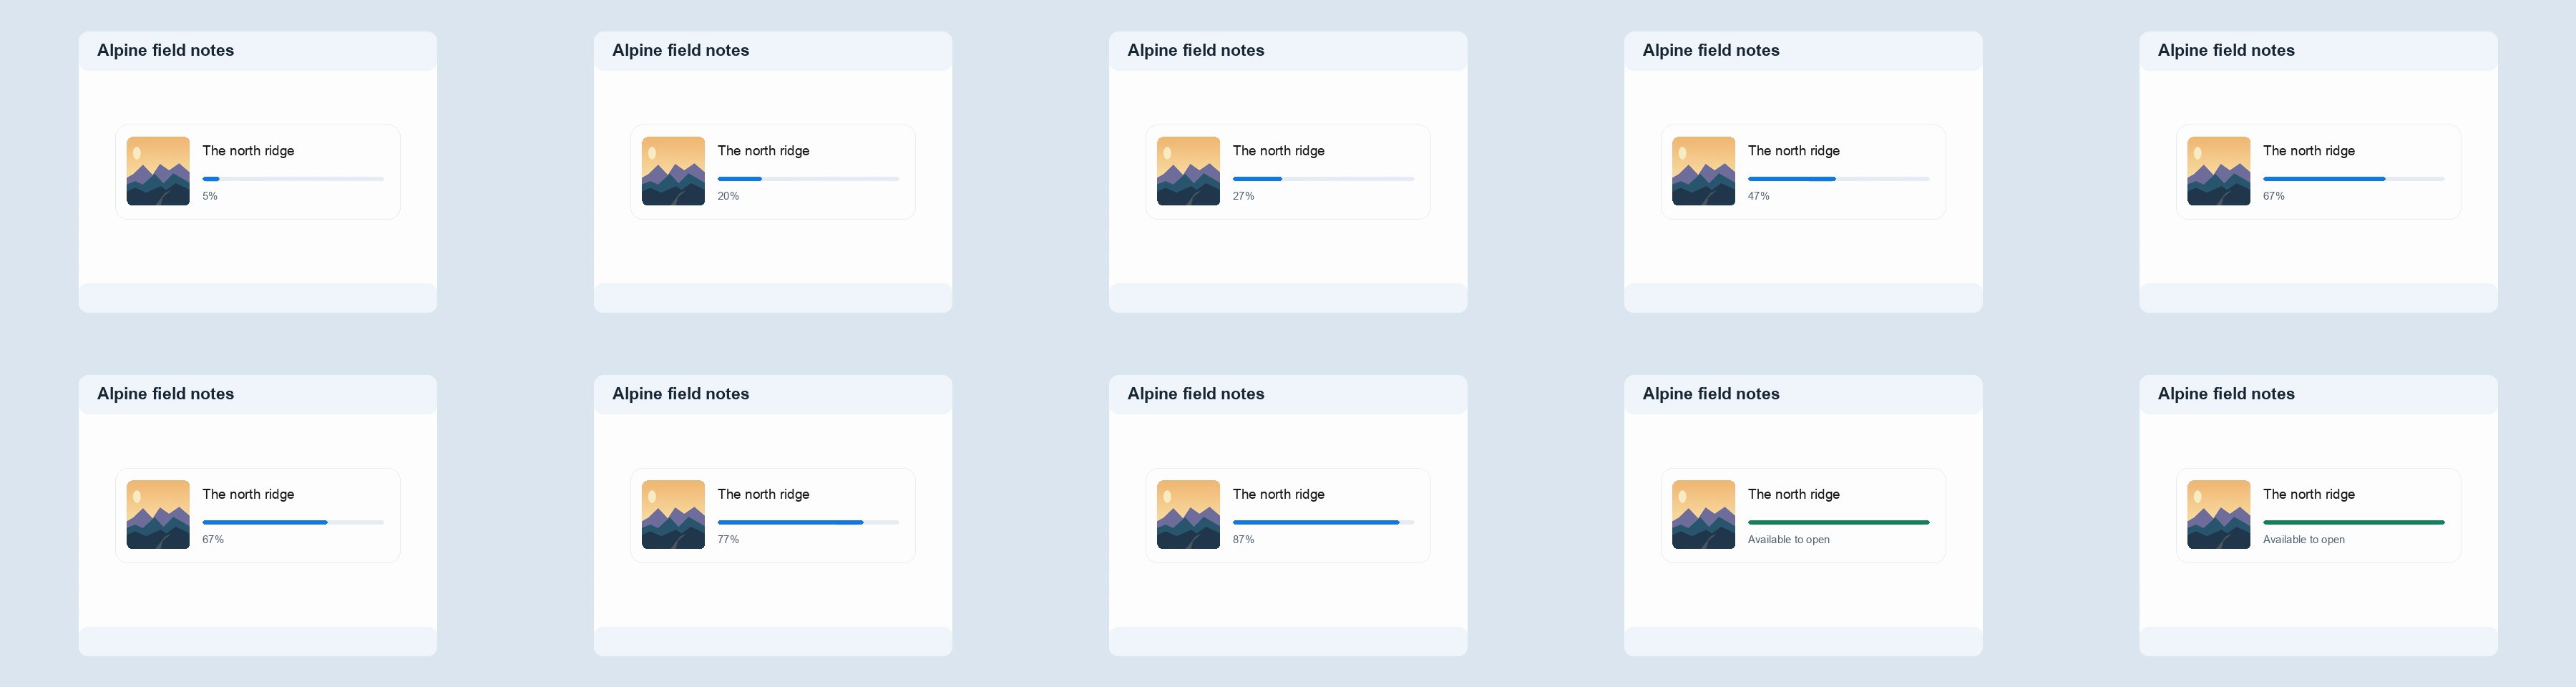 Alpine field notes
The north ridge
5%
Alpine field notes
The north ridge
20%
Alpine field notes
The north ridge
27%
Alpine field notes
The north ridge
47%
Alpine field notes
The north ridge
67%
Alpine field notes
The north ridge
67%
Alpine field notes
The north ridge
77%
Alpine field notes
The north ridge
87%
Alpine field notes
The north ridge
Available to open
Alpine field notes
The north ridge
Available to open